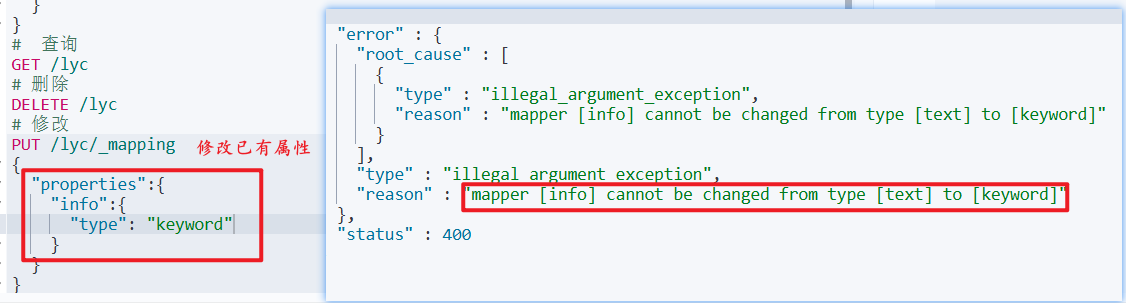 }
}
#  查询
GET /lyc
# 删除
DELETE /lyc
# 修改
PUT /lyc/_mapping 修改已有属性
{
"properties":{
"info":{
"type": "keyword"
}
}
}
"error" : {
"root_cause" : [
{
"type" : "illegal_argument_exception",
"reason" : "mapper [info] cannot be changed from type [text] to [keyword]"
}
],
"type" : "illegal_argument_exception",
"reason" : "mapper [info] cannot be changed from type [text] to [keyword]"
},
"status" : 400